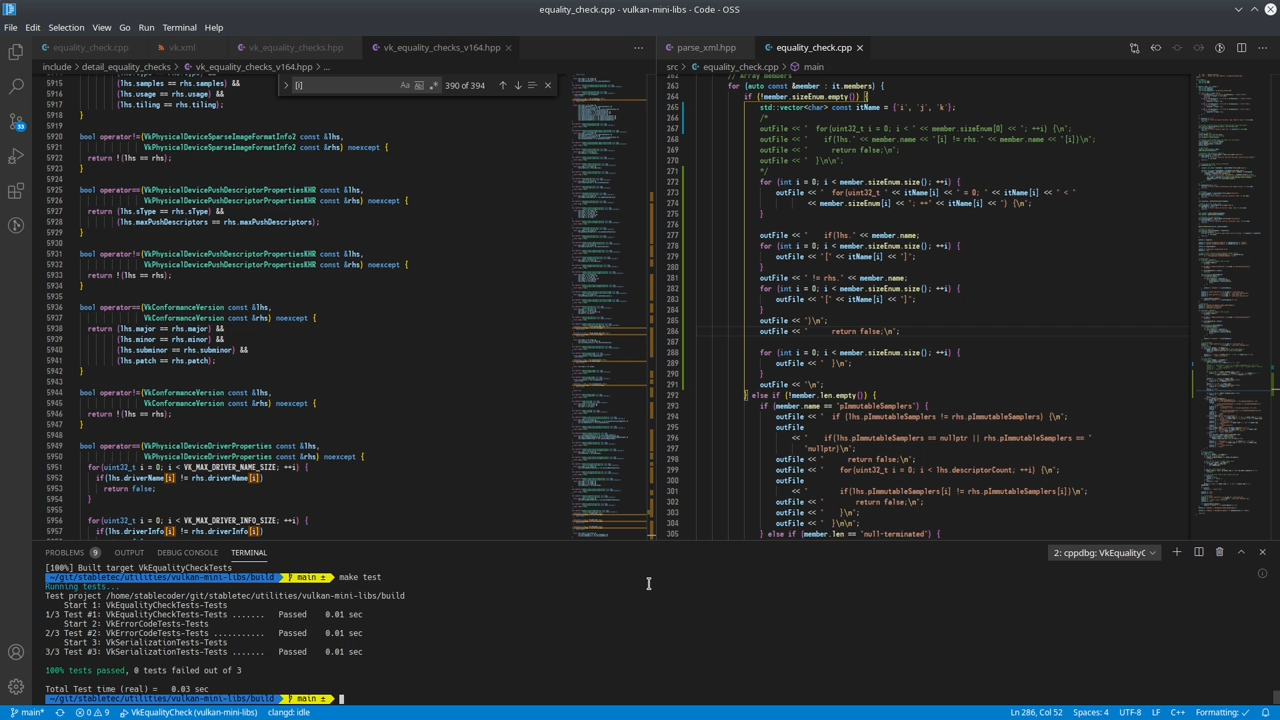 equality_check.cpp - vulkan-mini-libs - Code - OSS
File Edit Selection View Go Run Terminal Help
equality_check.cpp vk.xml vk_equality_checks.hpp vk_equality_checks_v164.hpp
include > detail_equality_checks > vk_equality_checks_v164.hpp > ...
[i] 390 of 394
5915 (lhs.samples == rhs.samples) &&
5916 (lhs.usage == rhs.usage) &&
5917 (lhs.tiling == rhs.tiling);
5918 }
5919
5920 bool operator!=(VkPhysicalDeviceSparseImageFormatInfo2 const &lhs,
5921 VkPhysicalDeviceSparseImageFormatInfo2 const &rhs) noexcept {
5922 return !(lhs == rhs);
5923 }
5924
5925 bool operator==(VkPhysicalDevicePushDescriptorPropertiesKHR const &lhs,
5926 VkPhysicalDevicePushDescriptorPropertiesKHR const &rhs) noexcept {
5927 return (lhs.sType == rhs.sType) &&
5928 (lhs.maxPushDescriptors == rhs.maxPushDescriptors);
5929 }
5930
5931 bool operator!=(VkPhysicalDevicePushDescriptorPropertiesKHR const &lhs,
5932 VkPhysicalDevicePushDescriptorPropertiesKHR const &rhs) noexcept {
5933 return !(lhs == rhs);
5934 }
5935
5936 bool operator==(VkConformanceVersion const &lhs,
5937 VkConformanceVersion const &rhs) noexcept {
5938 return (lhs.major == rhs.major) &&
5939 (lhs.minor == rhs.minor) &&
5940 (lhs.subminor == rhs.subminor) &&
5941 (lhs.patch == rhs.patch);
5942 }
5943
5944 bool operator!=(VkConformanceVersion const &lhs,
5945 VkConformanceVersion const &rhs) noexcept {
5946 return !(lhs == rhs);
5947 }
5948
5949 bool operator==(VkPhysicalDeviceDriverProperties const &lhs,
5950 VkPhysicalDeviceDriverProperties const &rhs) noexcept {
5951 for(uint32_t i = 0; i < VK_MAX_DRIVER_NAME_SIZE; ++i) {
5952 if(lhs.driverName[i] != rhs.driverName[i])
5953 return false;
5954 }
5955
5956 for(uint32_t i = 0; i < VK_MAX_DRIVER_INFO_SIZE; ++i) {
5957 if(lhs.driverInfo[i] != rhs.driverInfo[i])
parse_xml.hpp equality_check.cpp
src > equality_check.cpp > main
262 // Array members
263 for (auto const &member : it.members) {
264 if (!member.sizeEnum.empty()) {
265 std::vector<char> const itName = {'i', 'j', 'k'};
266 /*
267 outFile << " for(uint32_t i = 0; i < " << member.sizeEnum[0] << "; ++i) {\n";
268 outFile << " if(lhs." << member.name << "[i] != rhs." << member.name << "[i])\n";
269 outFile << " return false;\n";
270 outFile << " }\n\n";
271 */
272 for (int i = 0; i < member.sizeEnum.size(); ++i) {
273 outFile << " for(uint32_t " << itName[i] << " = 0; " << itName[i] << " < "
274 << member.sizeEnum[i] << "; ++" << itName[i] << ") {\n";
275 }
276
277 outFile << " if(lhs." << member.name;
278 for (int i = 0; i < member.sizeEnum.size(); ++i) {
279 outFile << "[" << itName[i] << "]";
280 }
281 outFile << " != rhs." << member.name;
282 for (int i = 0; i < member.sizeEnum.size(); ++i) {
283 outFile << "[" << itName[i] << "]";
284 }
285 outFile << ")\n";
286 outFile << " return false;\n";
287
288 for (int i = 0; i < member.sizeEnum.size(); ++i) {
289 outFile << " }\n";
290 }
291 outFile << "\n";
292 } else if (!member.len.empty()) {
293 if (member.name == "pImmutableSamplers") {
294 outFile << " if (lhs.pImmutableSamplers != rhs.pImmutableSamplers) {\n";
295 outFile
296 << " if(lhs.pImmutableSamplers == nullptr || rhs.pImmutableSamplers == "
297 "nullptr)\n";
298 outFile << " return false;\n";
299 outFile << " for(uint32_t i = 0; i < lhs.descriptorCount; ++i) {\n";
300 outFile
301 << " if(lhs.pImmutableSamplers[i] != rhs.pImmutableSamplers[i])\n";
302 outFile << " return false;\n";
303 outFile << " }\n";
304 outFile << " }\n\n";
305 } else if (member.len == "null-terminated") {
PROBLEMS 9 OUTPUT DEBUG CONSOLE TERMINAL 2: cppdbg: VkEqualityC
[100%] Built target VkEqualityCheckTests
~/git/stabletec/utilities/vulkan-mini-libs/build main ± make test
Running tests...
Test project /home/stablecoder/git/stabletec/utilities/vulkan-mini-libs/build
Start 1: VkEqualityCheckTests-Tests
1/3 Test #1: VkEqualityCheckTests-Tests ....... Passed 0.01 sec
Start 2: VkErrorCodeTests-Tests
2/3 Test #2: VkErrorCodeTests-Tests ........... Passed 0.01 sec
Start 3: VkSerializationTests-Tests
3/3 Test #3: VkSerializationTests-Tests ....... Passed 0.01 sec
100% tests passed, 0 tests failed out of 3
Total Test time (real) = 0.03 sec
~/git/stabletec/utilities/vulkan-mini-libs/build main ±
33
main* 0 9 VkEqualityCheck (vulkan-mini-libs) clangd: idle Ln 286, Col 52 Spaces: 4 UTF-8 LF C++ Formatting: ✓